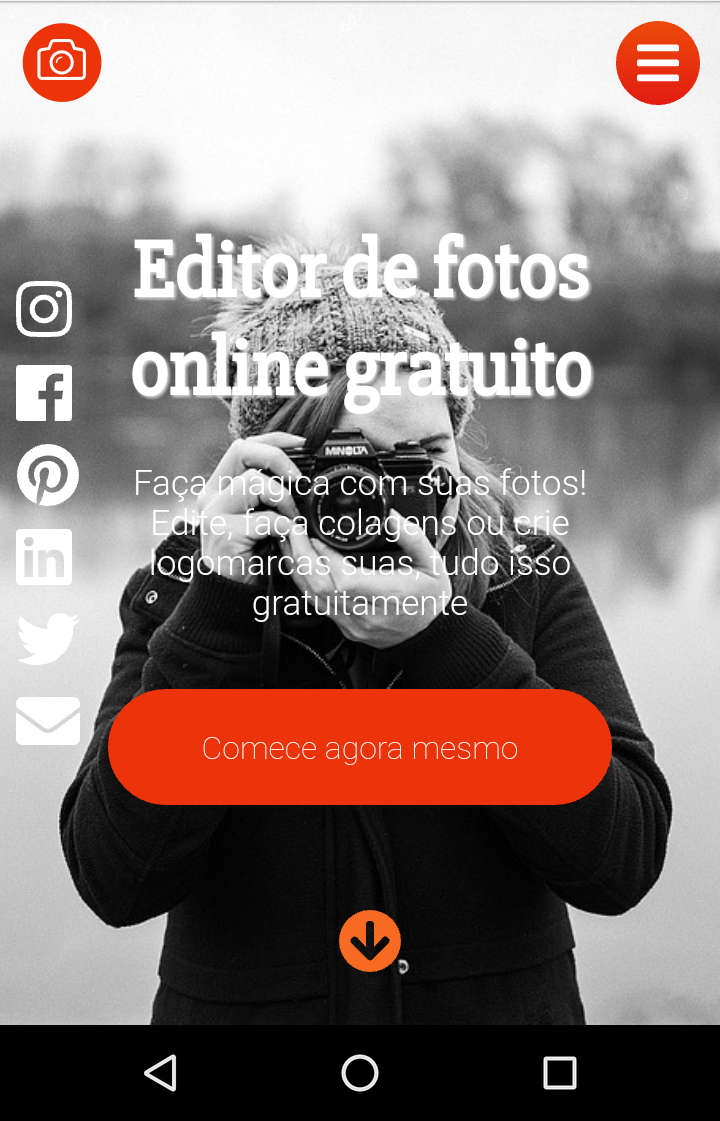 Editor de fotos
online gratuito
MINOLTA
Faça mágica com suas fotos!
Edite, faça colagens ou crie
logomarcas suas, tudo isso
gratuitamente
in
Comece agora mesmo